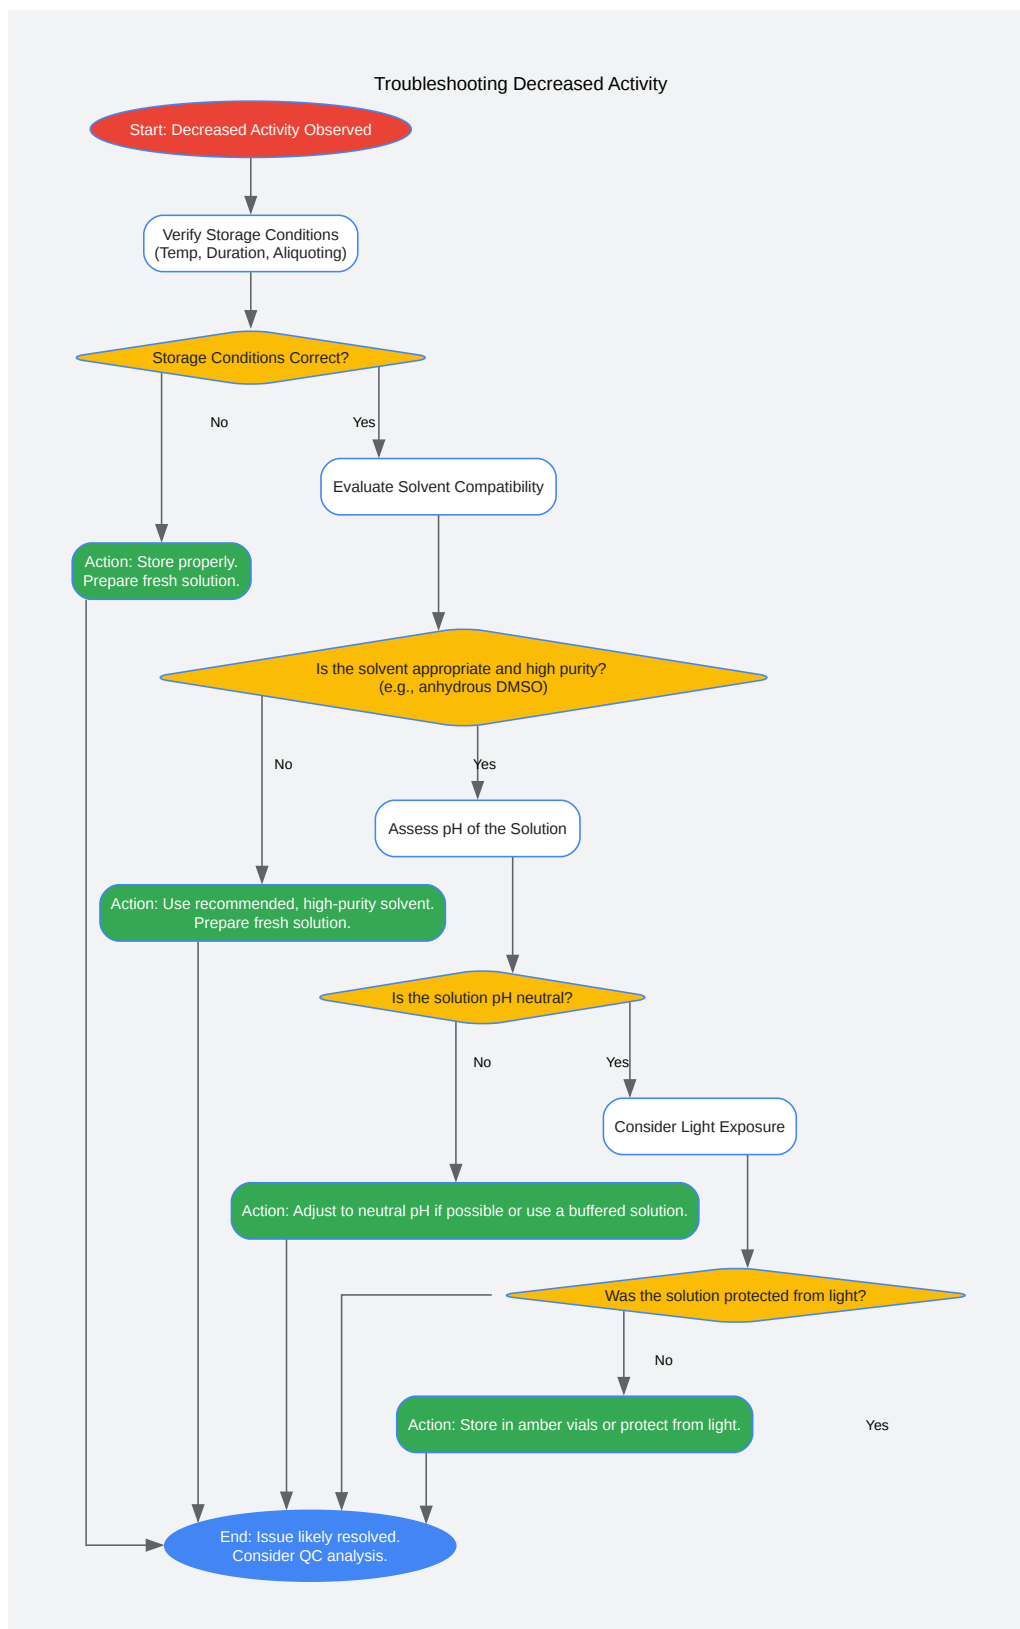 Troubleshooting Decreased Activity
Start: Decreased Activity Observed
Verify Storage Conditions
(Temp, Duration, Aliquoting)
Storage Conditions Correct?
No
Yes
Evaluate Solvent Compatibility
Action: Store properly.
Prepare fresh solution.
Is the solvent appropriate and high purity?
(e.g., anhydrous DMSO)
No
Yes
Assess pH of the Solution
Action: Use recommended, high-purity solvent.
Prepare fresh solution.
Is the solution pH neutral?
No
Yes
Consider Light Exposure
Action: Adjust to neutral pH if possible or use a buffered solution.
Was the solution protected from light?
No
Action: Store in amber vials or protect from light.
Yes
End: Issue likely resolved.
Consider QC analysis.